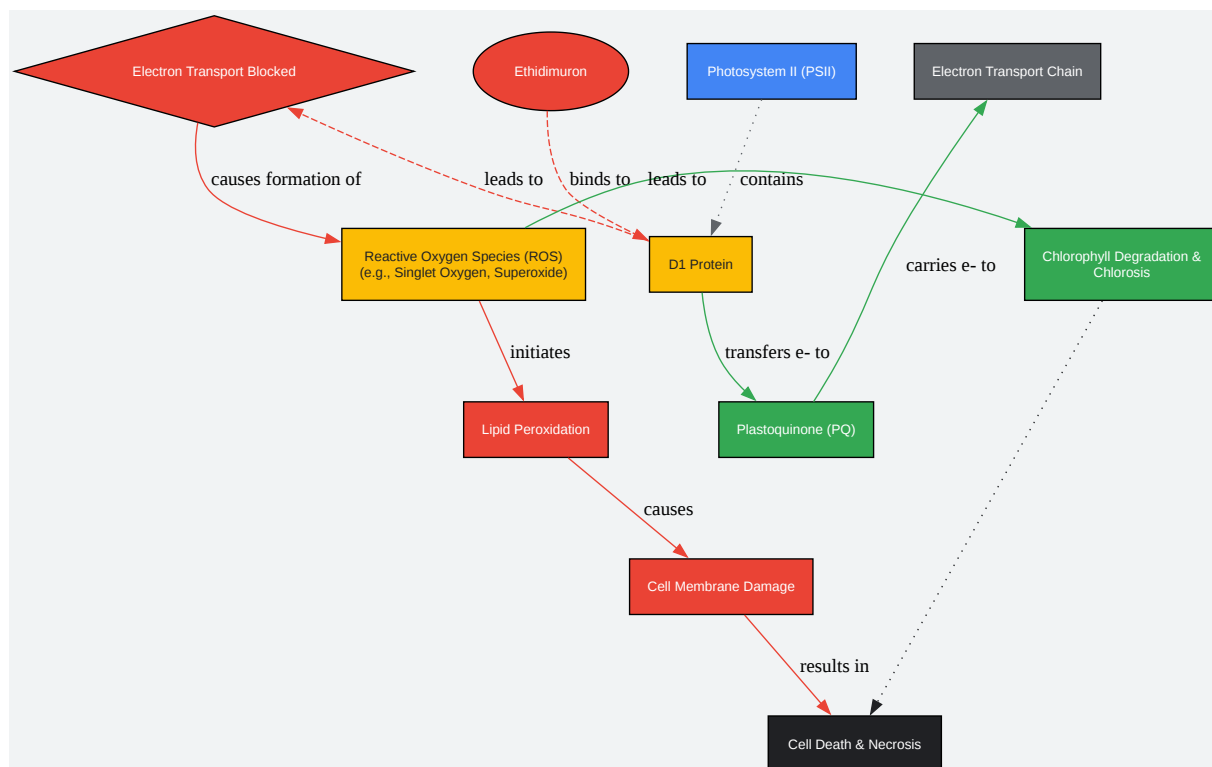 Electron Transport Blocked
Ethidimuron
Photosystem II (PSII)
Electron Transport Chain
causes formation of
leads to
binds to
leads to
contains
Reactive Oxygen Species (ROS)
(e.g., Singlet Oxygen, Superoxide)
D1 Protein
carries e- to
Chlorophyll Degradation &
Chlorosis
initiates
transfers e- to
Lipid Peroxidation
Plastoquinone (PQ)
causes
Cell Membrane Damage
results in
Cell Death & Necrosis